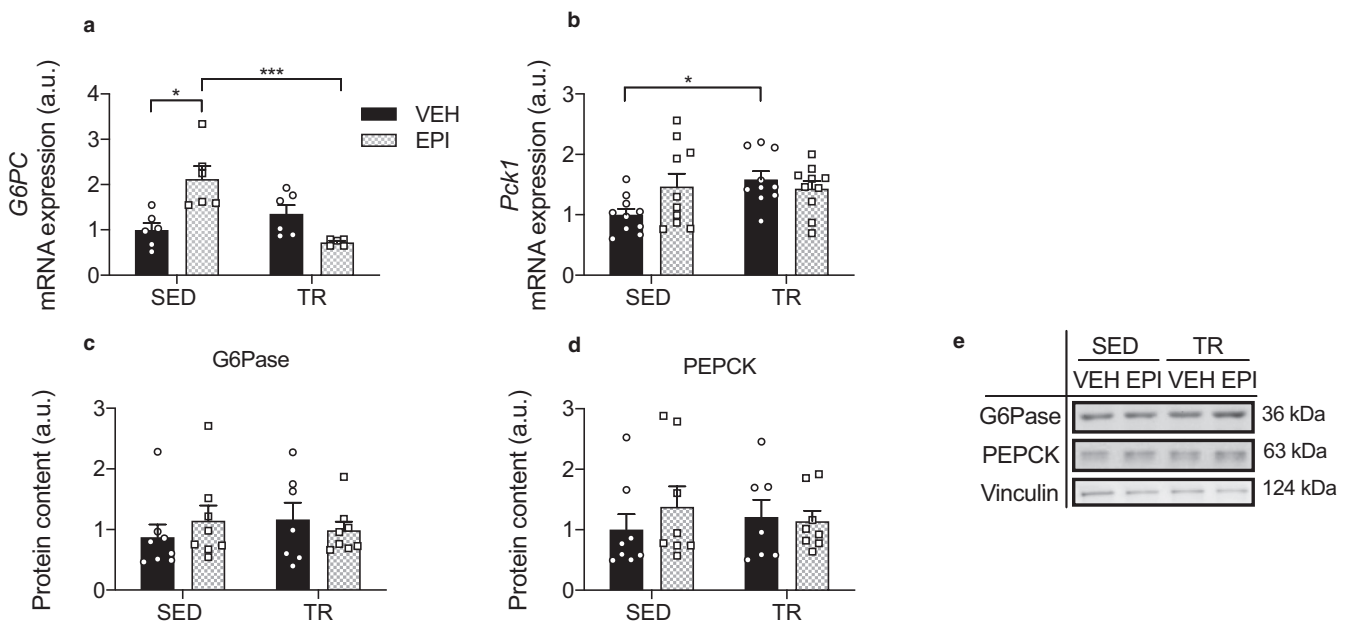 a
G6PC
mRNA expression (a.u.)
4
3
2
1
0
*
***
SED
TR
VEH
EPI
b
Pck1
mRNA expression (a.u.)
3
2
1
0
*
SED
TR
c
G6Pase
Protein content (a.u.)
3
2
1
0
SED
TR
d
PEPCK
Protein content (a.u.)
3
2
1
0
SED
TR
e
SED TR
VEH EPI VEH EPI
G6Pase 36 kDa
PEPCK 63 kDa
Vinculin 124 kDa